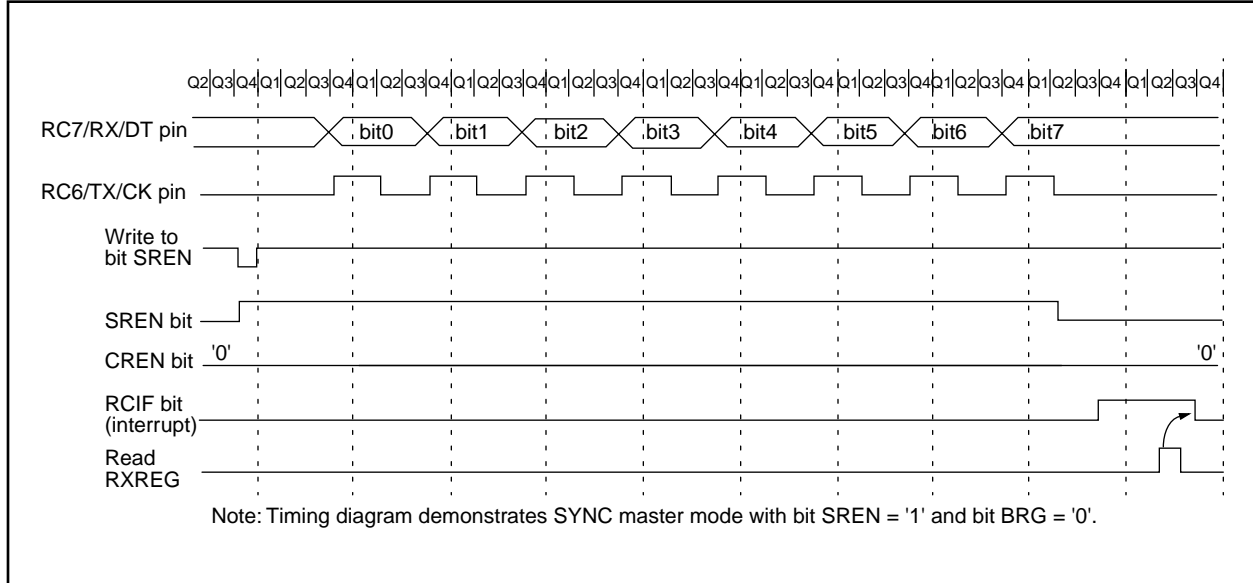 Q2 Q3 Q4 Q1 Q2 Q3 Q4 Q1 Q2 Q3 Q4 Q1 Q2 Q3 Q4 Q1 Q2 Q3 Q4 Q1 Q2 Q3 Q4 Q1 Q2 Q3 Q4 Q1 Q2 Q3 Q4 Q1 Q2 Q3 Q4 Q1 Q2 Q3 Q4 Q1 Q2 Q3 Q4
RC7/RX/DT pin bit0 bit1 bit2 bit3 bit4 bit5 bit6 bit7
RC6/TX/CK pin
Write to
bit SREN
SREN bit
CREN bit '0' '0'
RCIF bit
(interrupt)
Read
RXREG
Note: Timing diagram demonstrates SYNC master mode with bit SREN = '1' and bit BRG = '0'.